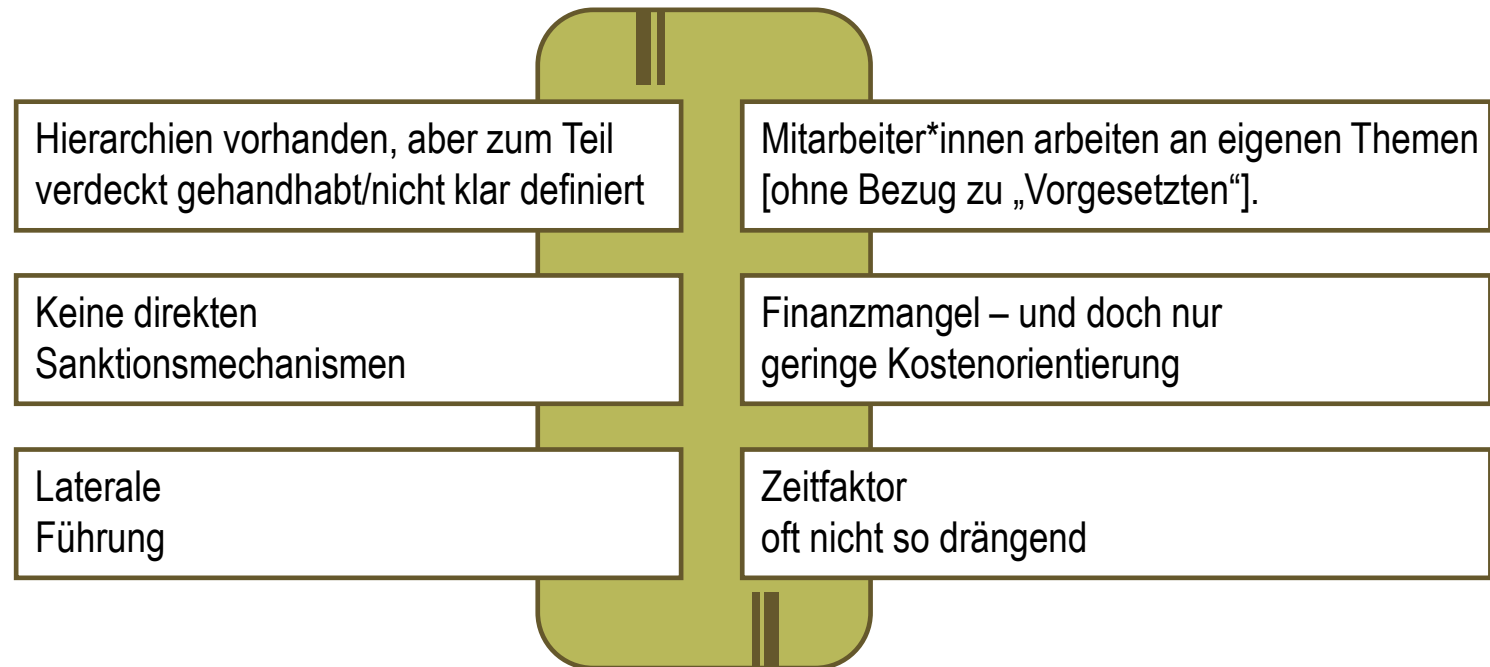 Hierarchien vorhanden, aber zum Teil
verdeckt gehandhabt/nicht klar definiert
Mitarbeiter*innen arbeiten an eigenen Themen
[ohne Bezug zu „Vorgesetzten“].
Keine direkten
Sanktionsmechanismen
Finanzmangel – und doch nur
geringe Kostenorientierung
Laterale
Führung
Zeitfaktor
oft nicht so drängend